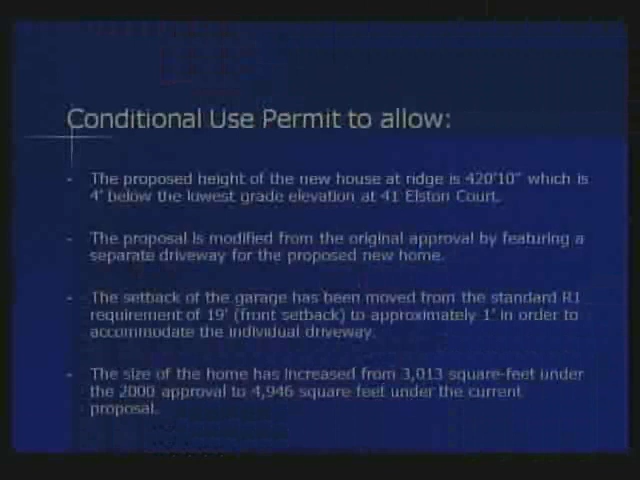 Conditional Use Permit to allow:
- The proposed height of the new house at ridge is 420'10" which is
4' below the lowest grade elevation at 41 Elston Court.
- The proposal is modified from the original approval by featuring a
separate driveway for the proposed new home.
- The setback of the garage has been moved from the standard R1
requirement of 19' (front setback) to approximately 1' in order to
accommodate the individual driveway.
- The size of the home has increased from 3,013 square-feet under
the 2000 approval to 4,946 square feet under the current
proposal.